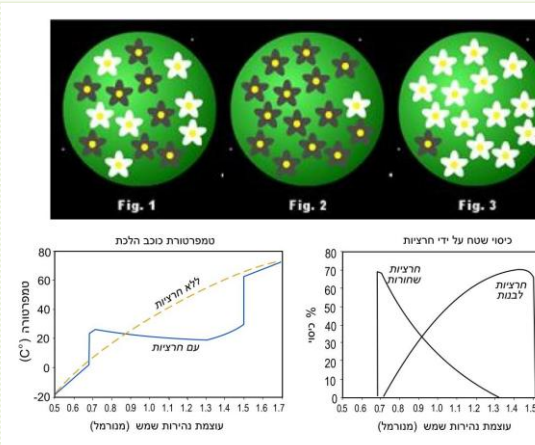 Fig. 1
Fig. 2
Fig. 3
טמפרטורת כוכב הלכת
80
60
40
20
0
-20
טמפרטורה (C°)
ללא חרציות
עם חרציות
0.5 0.6 0.7 0.8 0.9 1.0 1.1 1.2 1.3 1.4 1.5 1.6 1.7
עוצמת נהירות שמש (מנורמל)
כיסוי שטח על ידי חרציות
80
70
60
50
40
30
20
10
0
% כיסוי
חרציות
שחורות
חרציות
לבנות
0.5 0.6 0.7 0.8 0.9 1.0 1.1 1.2 1.3 1.4 1.5
עוצמת נהירות שמש (מנורמל)